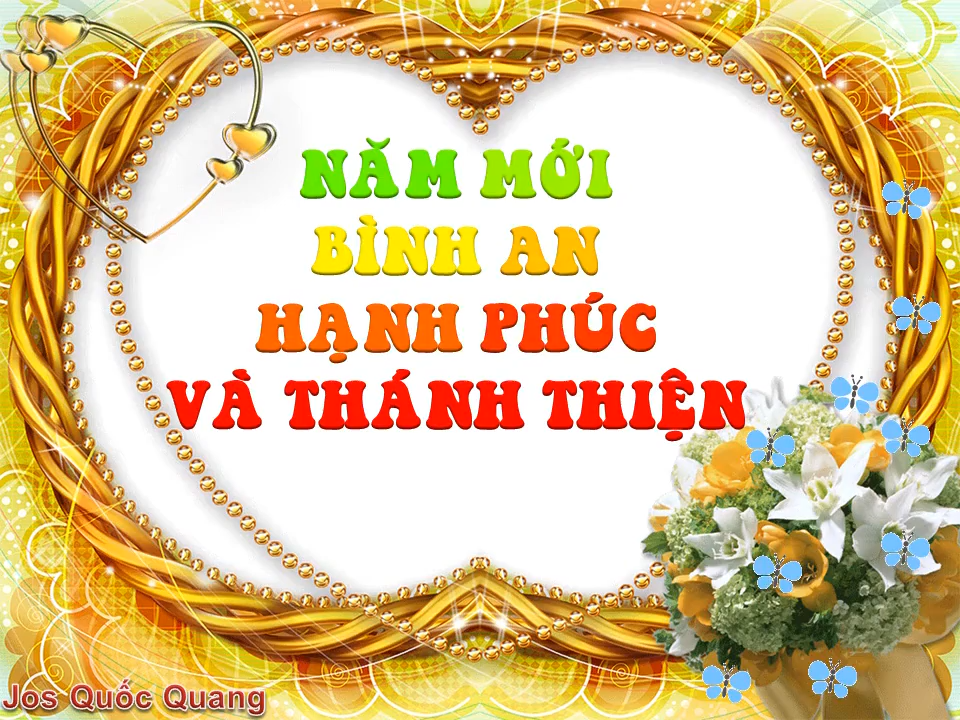 NĂM MỚI
BÌNH AN
HẠNH PHÚC
VÀ THÁNH THIỆN
Jos Quốc Quang